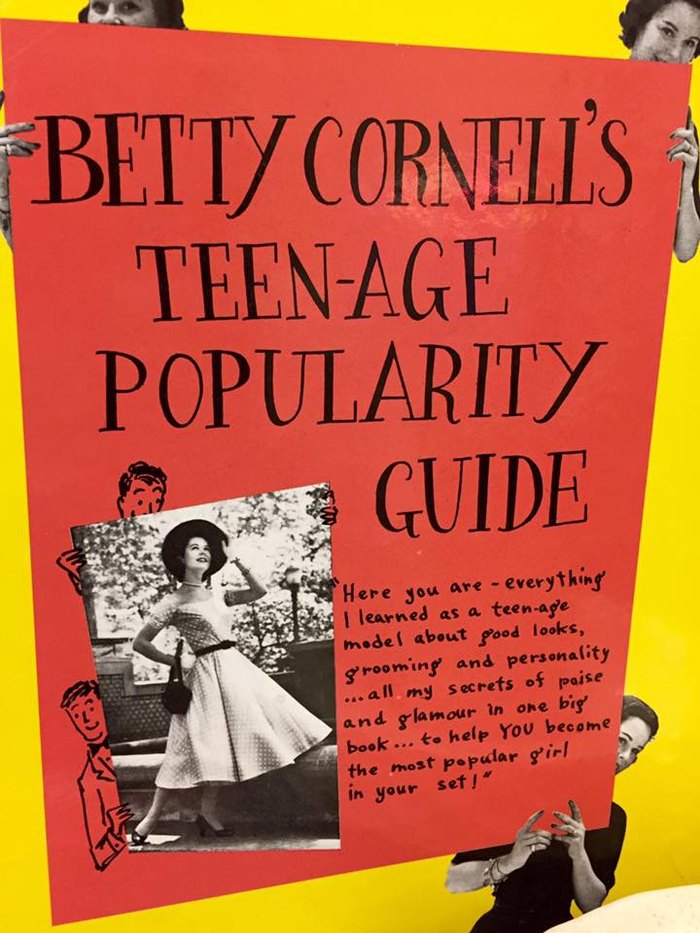 BETTY CORNELL'S
TEEN-AGE
POPULARITY
GUIDE
"Here you are - everything
I learned as a teen-age
model about good looks,
grooming and personality
...all my secrets of poise
and glamour in one big
book... to help YOU become
the most popular girl
in your set!"